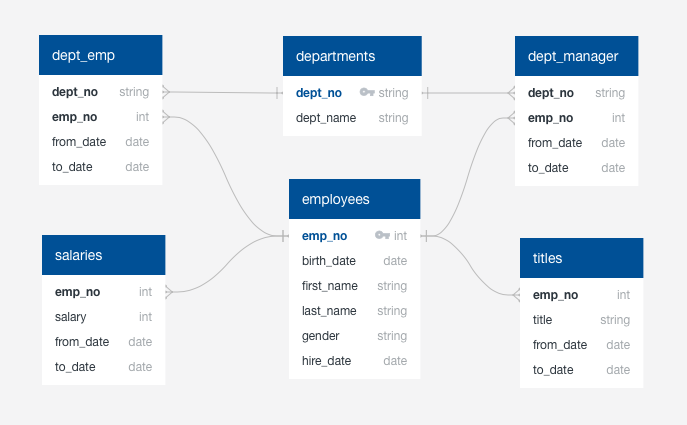 dept_emp
dept_no string
emp_no int
from_date date
to_date date
departments
dept_no string
dept_name string
dept_manager
dept_no string
emp_no int
from_date date
to_date date
employees
emp_no int
birth_date date
first_name string
last_name string
gender string
hire_date date
salaries
emp_no int
salary int
from_date date
to_date date
titles
emp_no int
title string
from_date date
to_date date